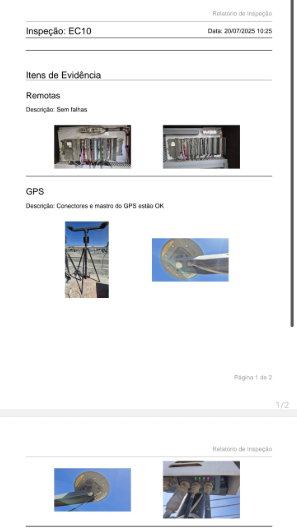 Relatório de Inspeção
Inspeção: EC10
Data: 20/07/2025 10:25
Itens de Evidência
Remotas
Descrição: Sem falhas
GPS
Descrição: Conectores e mastro do GPS estão OK
Página 1 de 2
1/2
Relatório de Inspeção